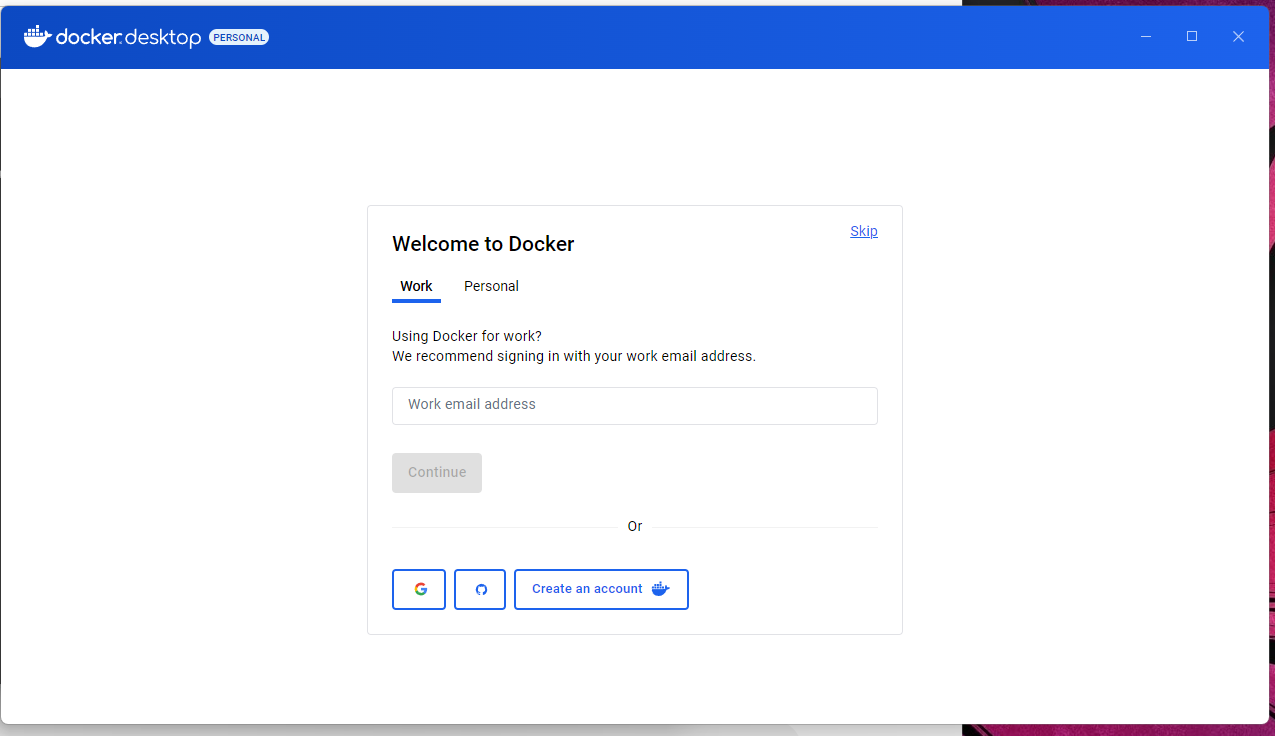 docker desktop PERSONAL
Skip
Welcome to Docker
Work Personal
Using Docker for work?
We recommend signing in with your work email address.
Work email address
Continue
Or
Create an account